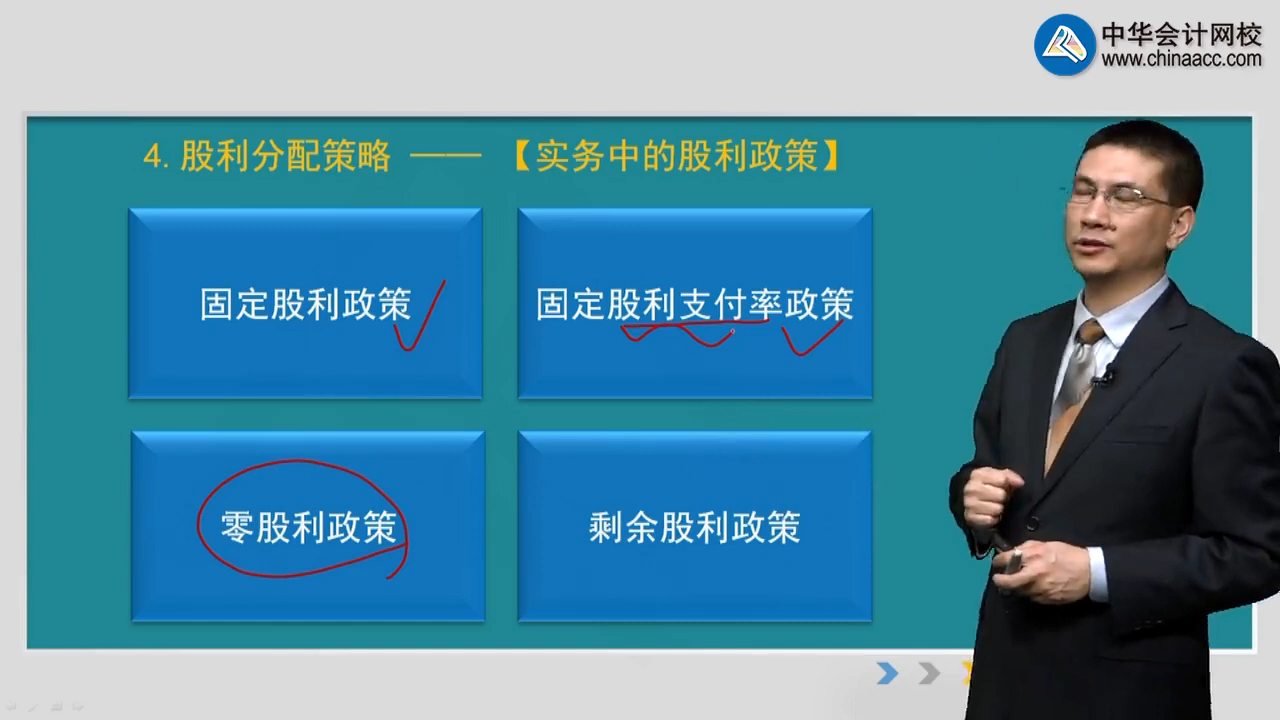 中华会计网校
www.chinaacc.com
4. 股利分配策略 —— 【实务中的股利政策】
固定股利政策
固定股利支付率政策
零股利政策
剩余股利政策